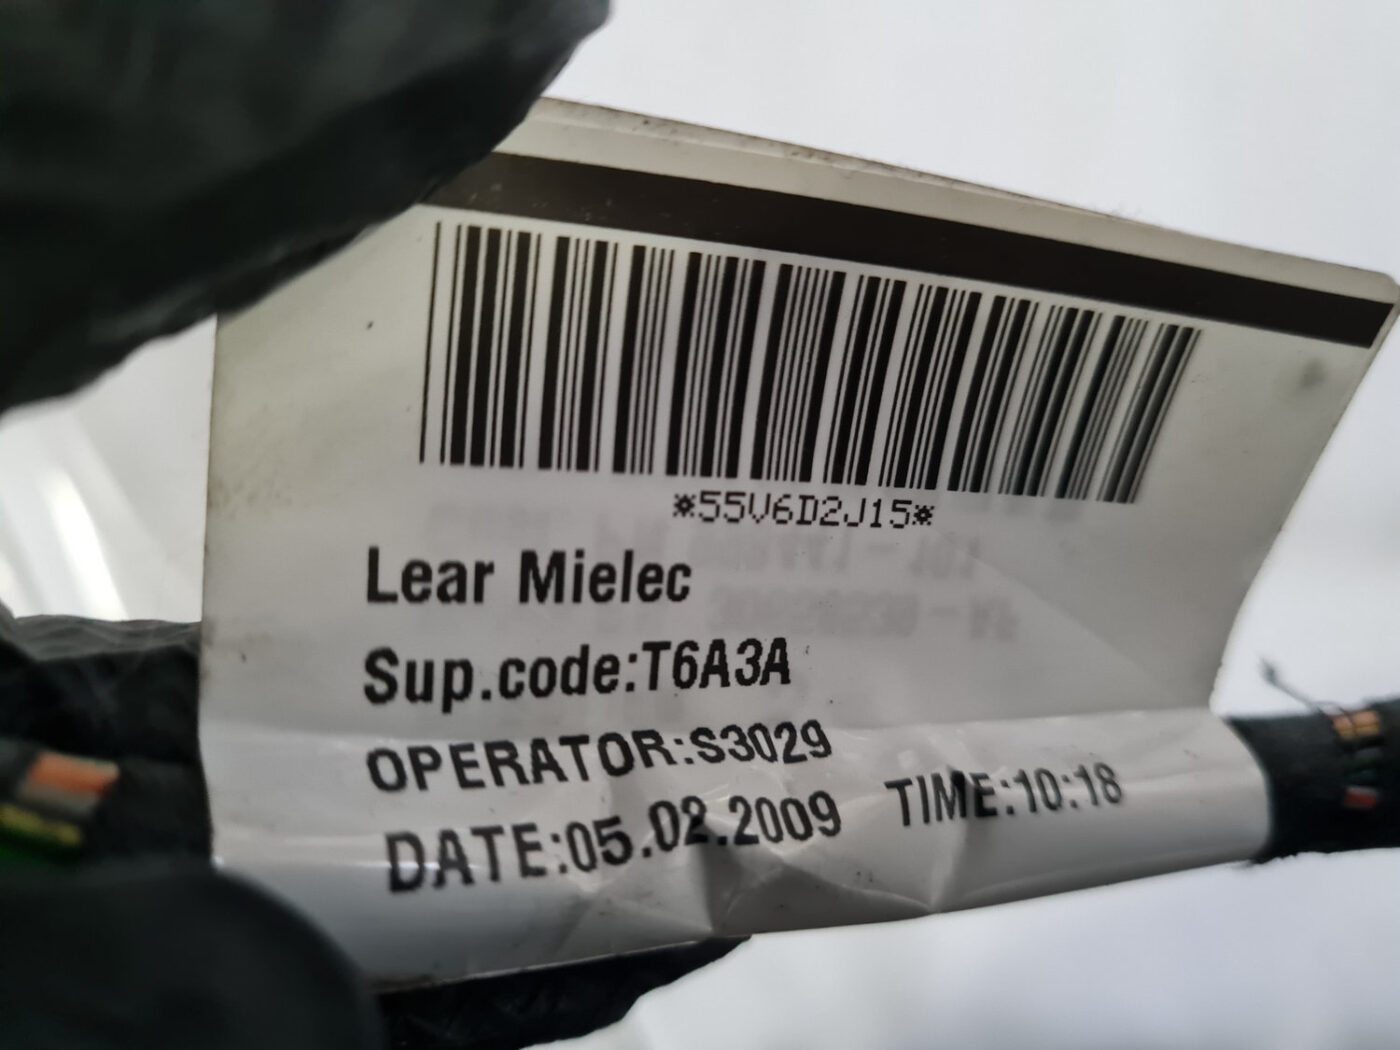 *55V6D2J15*
Lear Mielec
Sup.code:T6A3A
OPERATOR:S3029
DATE:05.02.2009 TIME:10:18